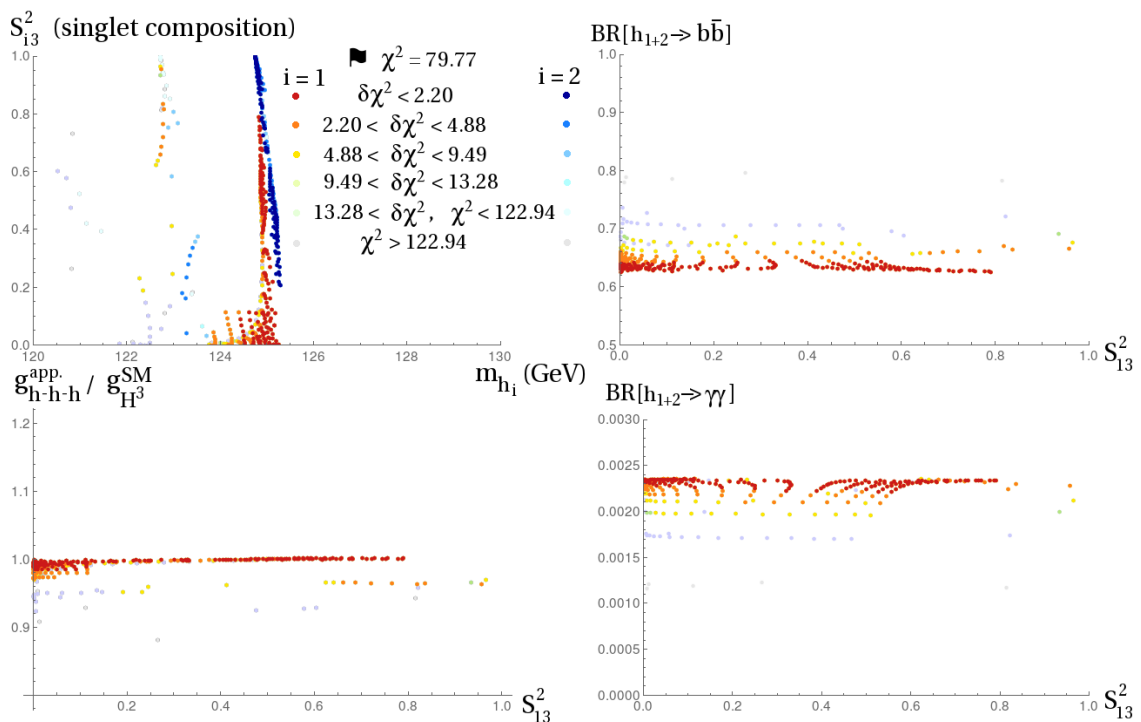 S²ᵢ₃ (singlet composition)
1.0
0.8
0.6
0.4
0.2
0.0
120 122 124 126 128 130
m_hᵢ (GeV)
χ² = 79.77
i = 1 i = 2
δχ² < 2.20
2.20 < δχ² < 4.88
4.88 < δχ² < 9.49
9.49 < δχ² < 13.28
13.28 < δχ², χ² < 122.94
χ² > 122.94
BR[h₁₊₂-> bb̄]
1.0
0.9
0.8
0.7
0.6
0.5
0.0 0.2 0.4 0.6 0.8 1.0
S²₁₃
g^app._h-h-h / g^SM_H³
1.2
1.1
1.0
0.9
0.2 0.4 0.6 0.8 1.0
S²₁₃
BR[h₁₊₂-> γγ]
0.0030
0.0025
0.0020
0.0015
0.0010
0.0005
0.0000
0.0 0.2 0.4 0.6 0.8 1.0
S²₁₃